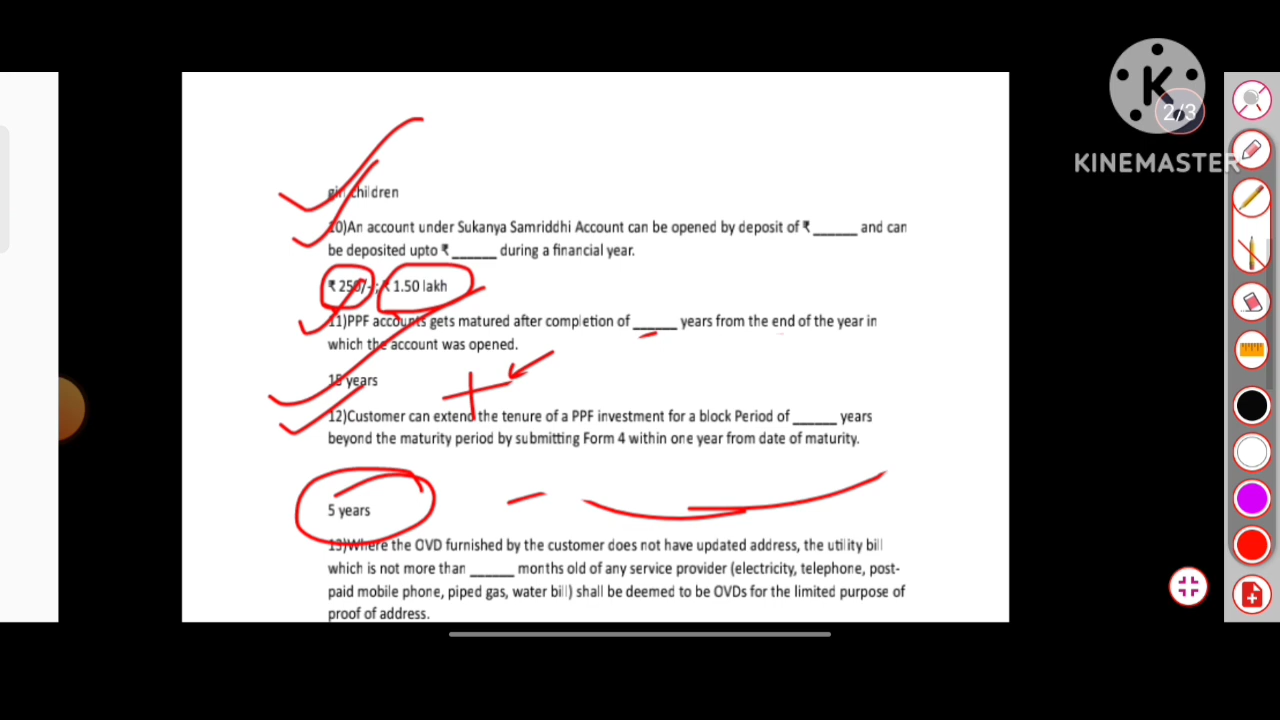 2/3
KINEMASTER
girl children
10)An account under Sukanya Samriddhi Account can be opened by deposit of ₹ ______ and can
be deposited upto ₹ ______ during a financial year.
₹ 250/- ; ₹ 1.50 lakh
11)PPF accounts gets matured after completion of ______ years from the end of the year in
which the account was opened.
15 years
12)Customer can extend the tenure of a PPF investment for a block Period of ______ years
beyond the maturity period by submitting Form 4 within one year from date of maturity.
5 years
13)Where the OVD furnished by the customer does not have updated address, the utility bill
which is not more than ______ months old of any service provider (electricity, telephone, post-
paid mobile phone, piped gas, water bill) shall be deemed to be OVDs for the limited purpose of
proof of address.